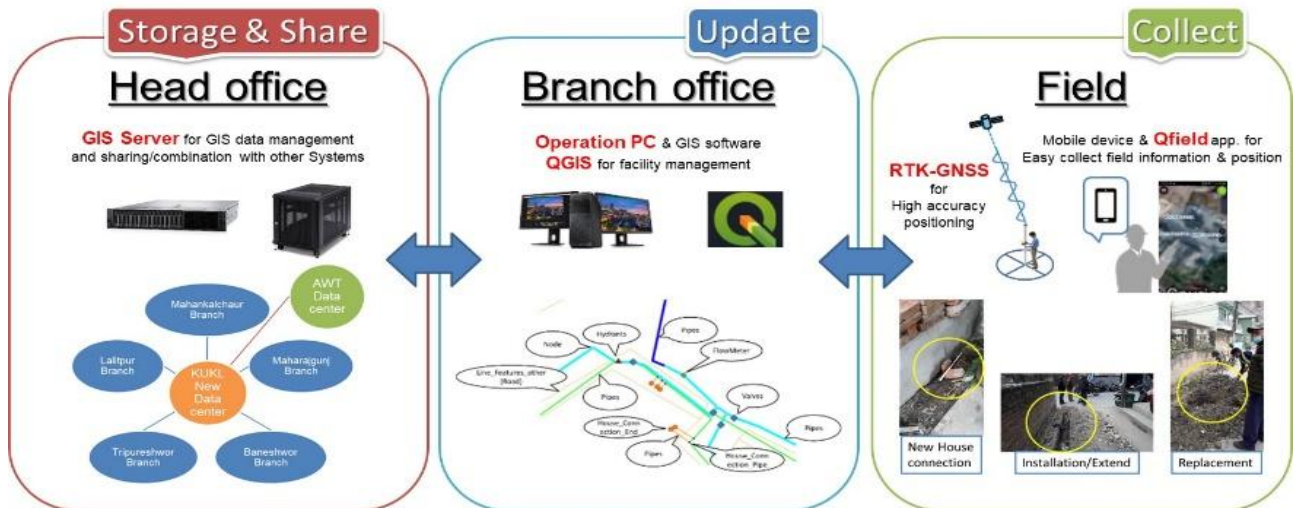 Storage & Share
Head office
GIS Server for GIS data management
and sharing/combination with other Systems
AWT
Data
center
Mahankalchaur
Branch
Lalitpur
Branch
Maharajgunj
Branch
KUKL
New
Data
center
Tripureshwor
Branch
Baneshwor
Branch
Update
Branch office
Operation PC & GIS software
QGIS for facility management
Hydrants
Pipes
Node
FlowMeter
Line_Features_other
(Road)
Pipes
Valves
House_Conn
ection_End
Pipes
Pipes
House_Conn
ection_Pipe
Collect
Field
Mobile device & Qfield app. for
Easy collect field information & position
RTK-GNSS
for
High accuracy
positioning
New House
connection
Installation/Extend
Replacement